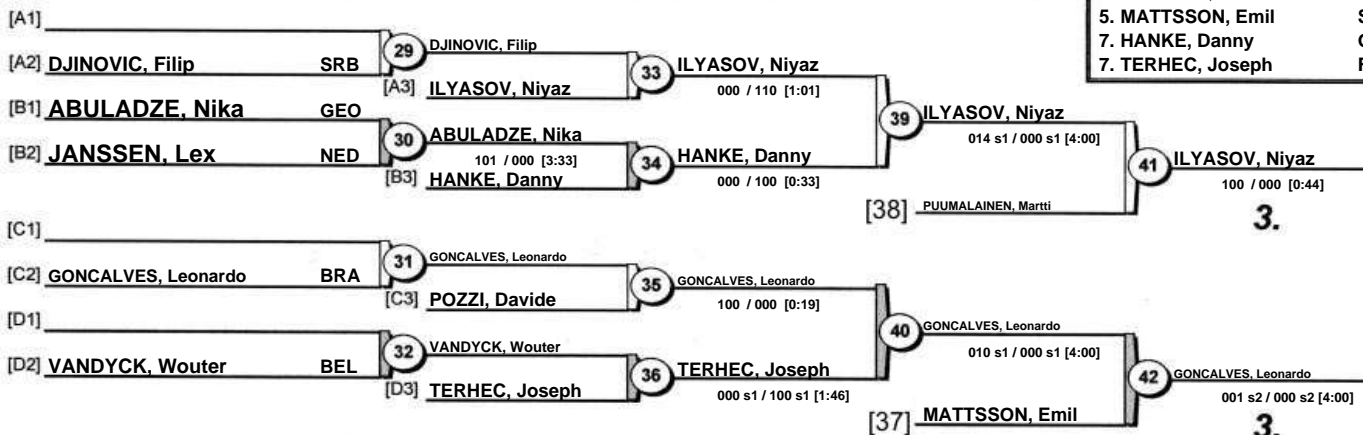 5. MATTSSON, Emil
7. HANKE, Danny
7. TERHEC, Joseph
[A1]
[A2] DJINOVIC, Filip SRB
29 DJINOVIC, Filip
[A3] ILYASOV, Niyaz
33 ILYASOV, Niyaz
000 / 110 [1:01]
[B1] ABULADZE, Nika GEO
[B2] JANSSEN, Lex NED
30 ABULADZE, Nika
101 / 000 [3:33]
[B3] HANKE, Danny
34 HANKE, Danny
000 / 100 [0:33]
39 ILYASOV, Niyaz
014 s1 / 000 s1 [4:00]
[38] PUUMALAINEN, Martti
41 ILYASOV, Niyaz
100 / 000 [0:44]
3.
[C1]
[C2] GONCALVES, Leonardo BRA
31 GONCALVES, Leonardo
[C3] POZZI, Davide
35 GONCALVES, Leonardo
100 / 000 [0:19]
[D1]
[D2] VANDYCK, Wouter BEL
32 VANDYCK, Wouter
[D3] TERHEC, Joseph
36 TERHEC, Joseph
000 s1 / 100 s1 [1:46]
40 GONCALVES, Leonardo
010 s1 / 000 s1 [4:00]
[37] MATTSSON, Emil
42 GONCALVES, Leonardo
001 s2 / 000 s2 [4:00]
3.